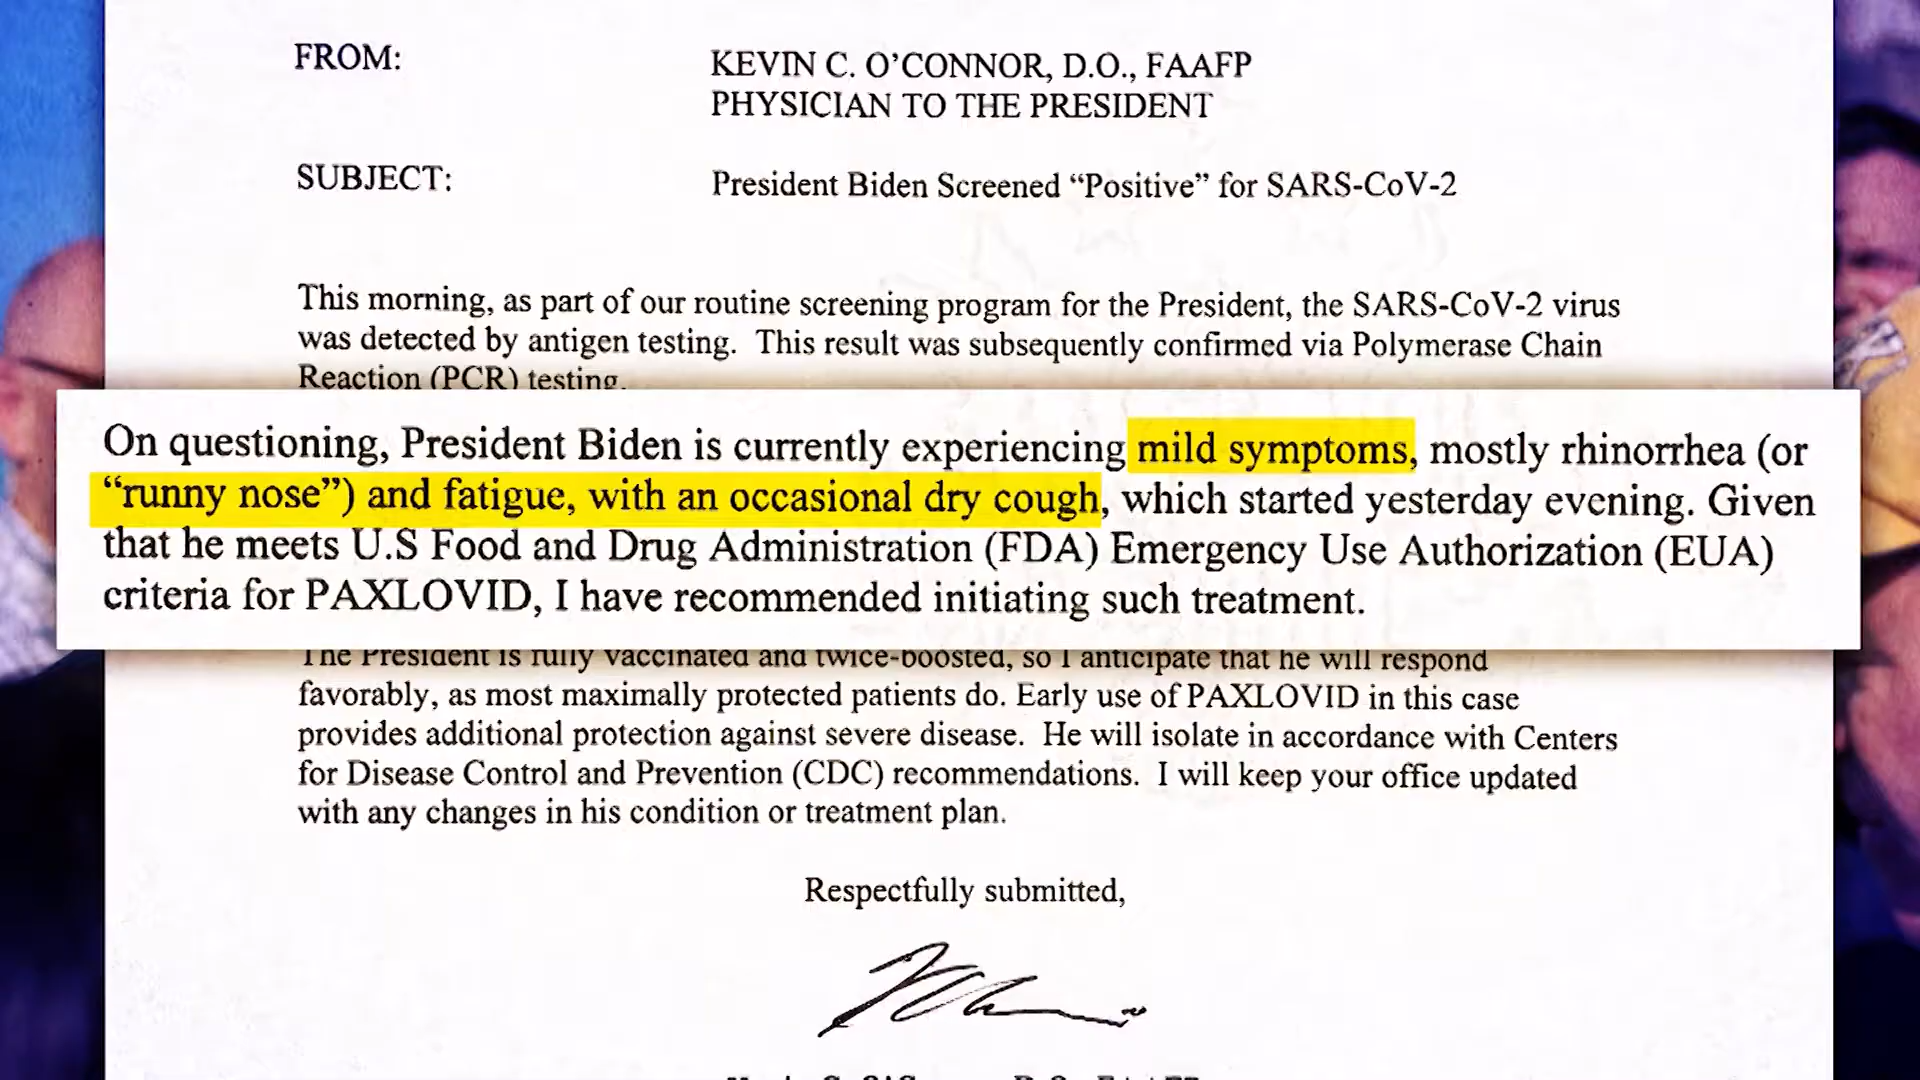 FROM:
KEVIN C. O’CONNOR, D.O., FAAFP
PHYSICIAN TO THE PRESIDENT
SUBJECT:
President Biden Screened “Positive” for SARS-CoV-2
This morning, as part of our routine screening program for the President, the SARS-CoV-2 virus
was detected by antigen testing. This result was subsequently confirmed via Polymerase Chain
Reaction (PCR) testing.
On questioning, President Biden is currently experiencing mild symptoms, mostly rhinorrhea (or
“runny nose”) and fatigue, with an occasional dry cough, which started yesterday evening. Given
that he meets U.S Food and Drug Administration (FDA) Emergency Use Authorization (EUA)
criteria for PAXLOVID, I have recommended initiating such treatment.
The President is fully vaccinated and twice-boosted, so I anticipate that he will respond
favorably, as most maximally protected patients do. Early use of PAXLOVID in this case
provides additional protection against severe disease. He will isolate in accordance with Centers
for Disease Control and Prevention (CDC) recommendations. I will keep your office updated
with any changes in his condition or treatment plan.
Respectfully submitted,